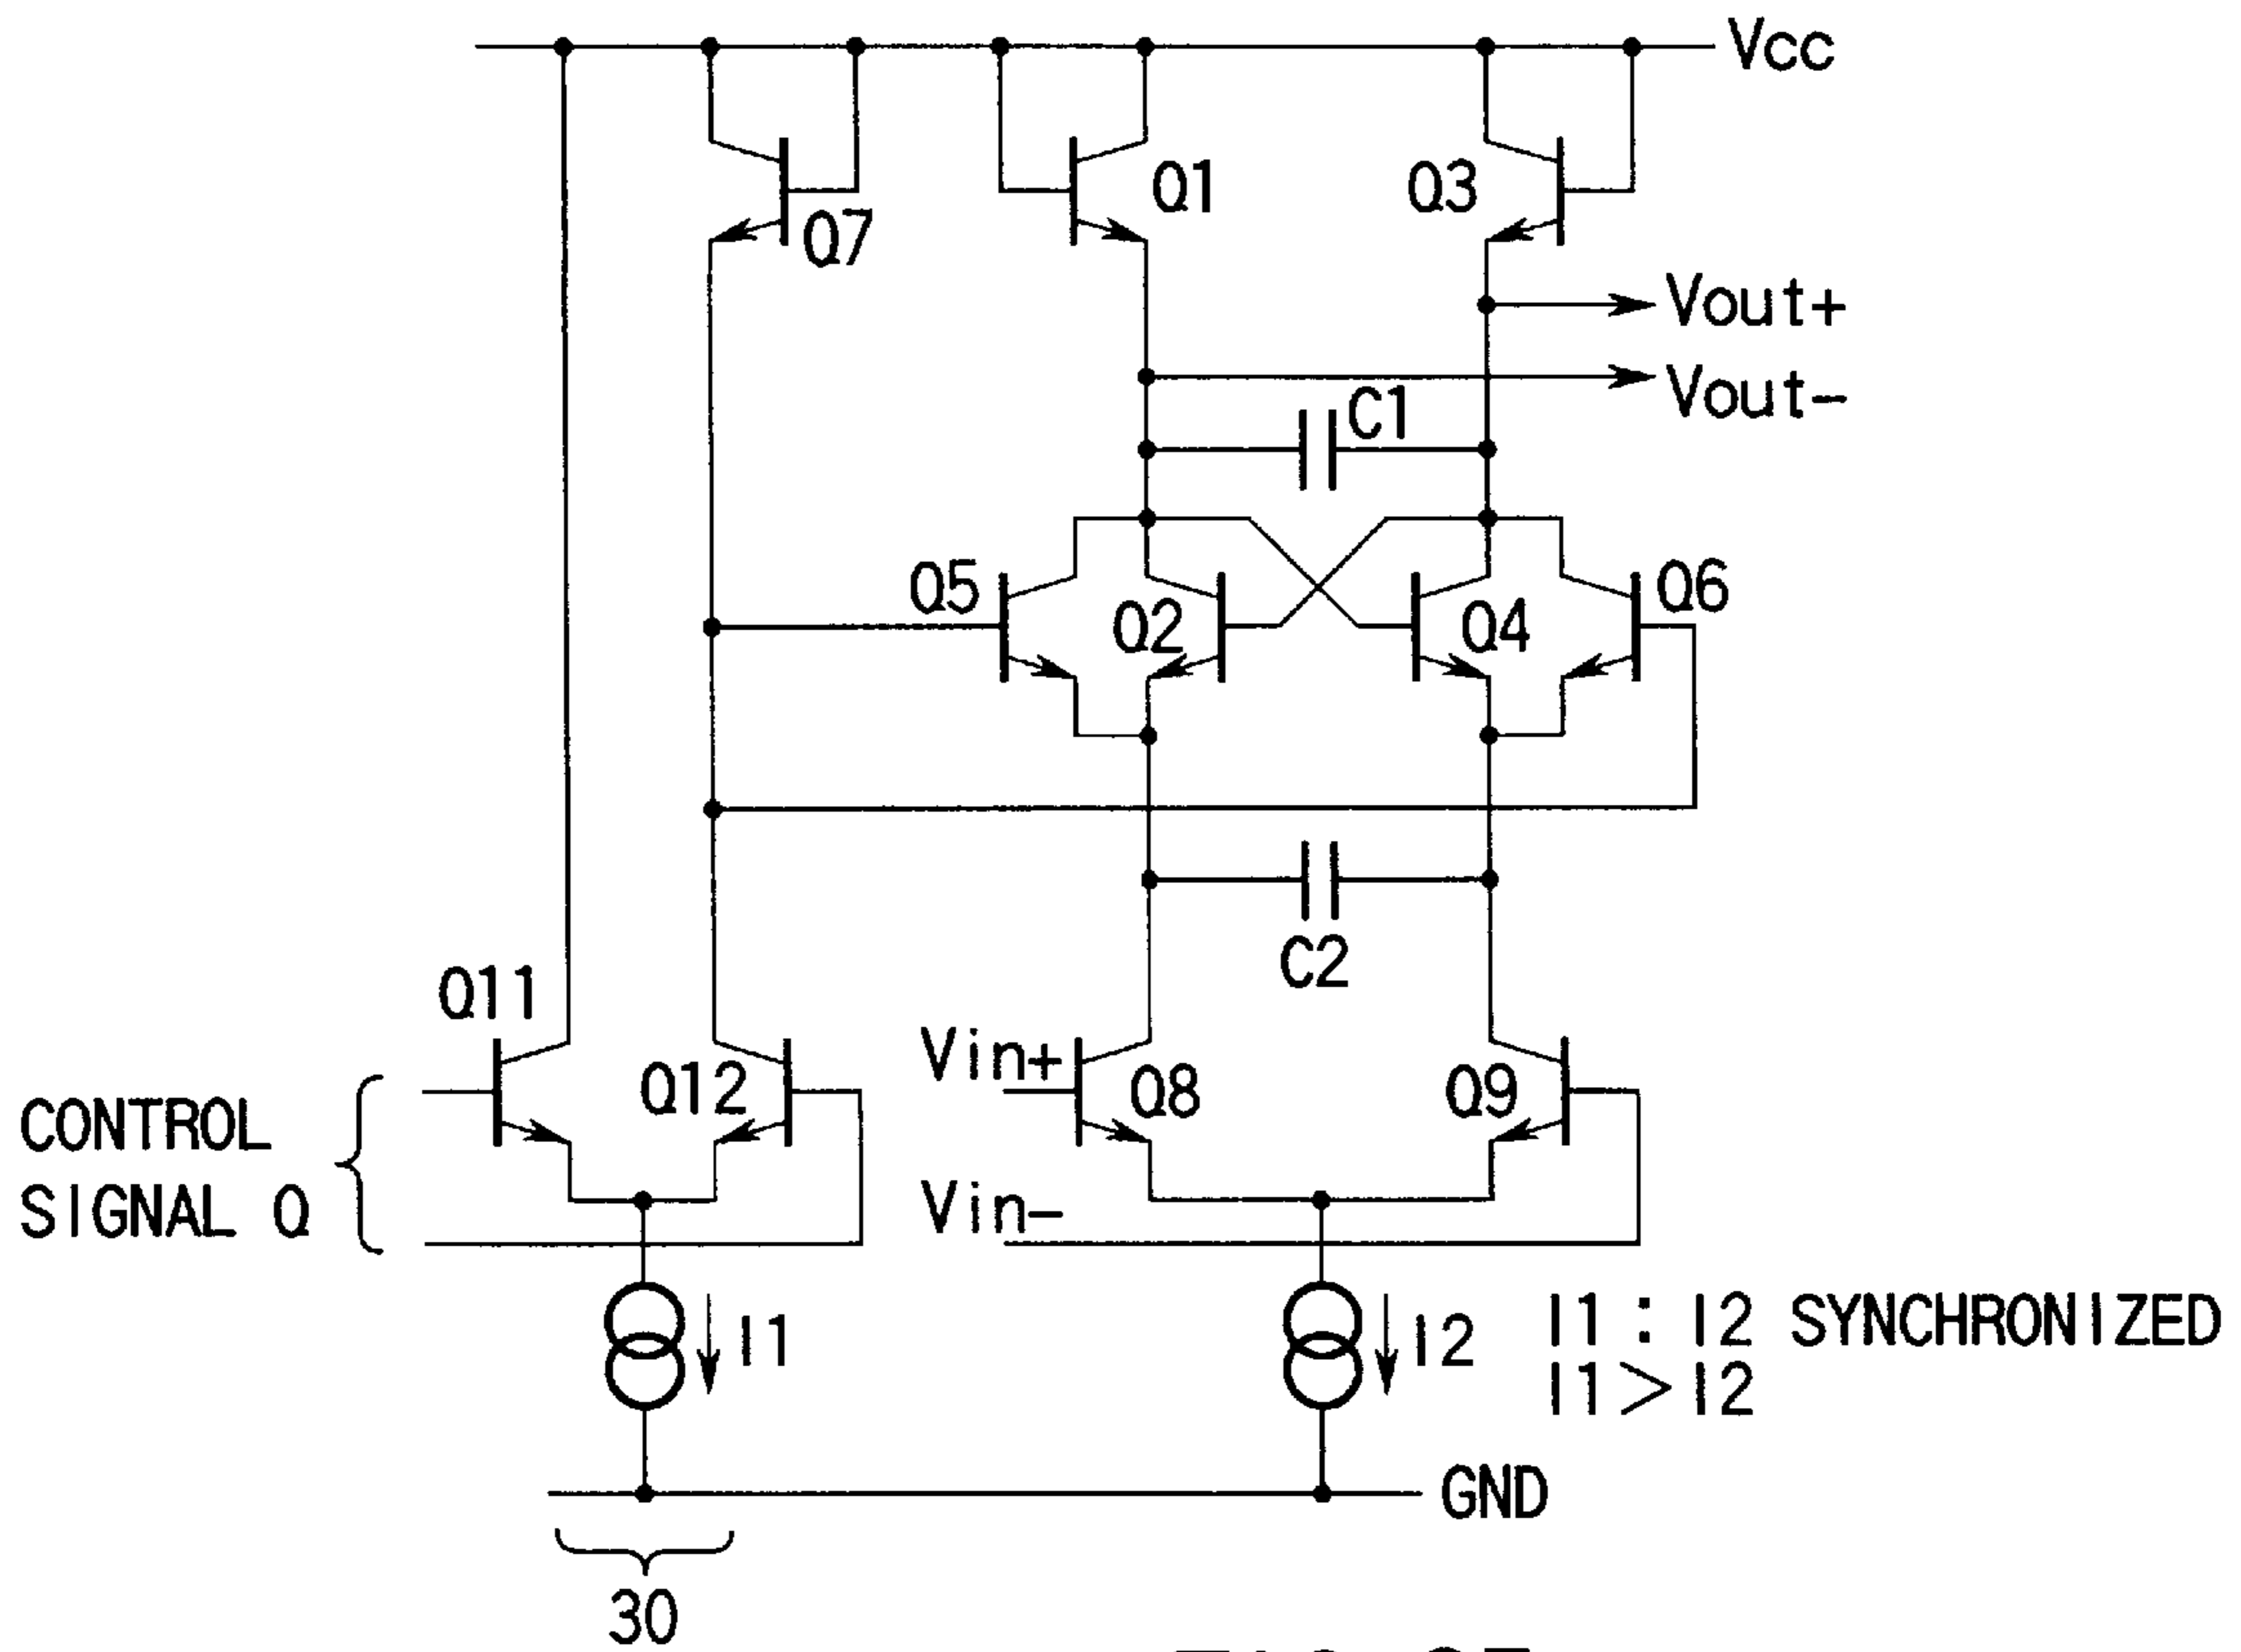 Vcc
Q1
Q3
Q7
Vout+
Vout-
C1
Q5
Q2
Q4
Q6
C2
Q11
Q12
Vin+
Q8
Q9
CONTROL
SIGNAL Q
Vin-
I1
I2
I1 : I2 SYNCHRONIZED
I1>I2
GND
30